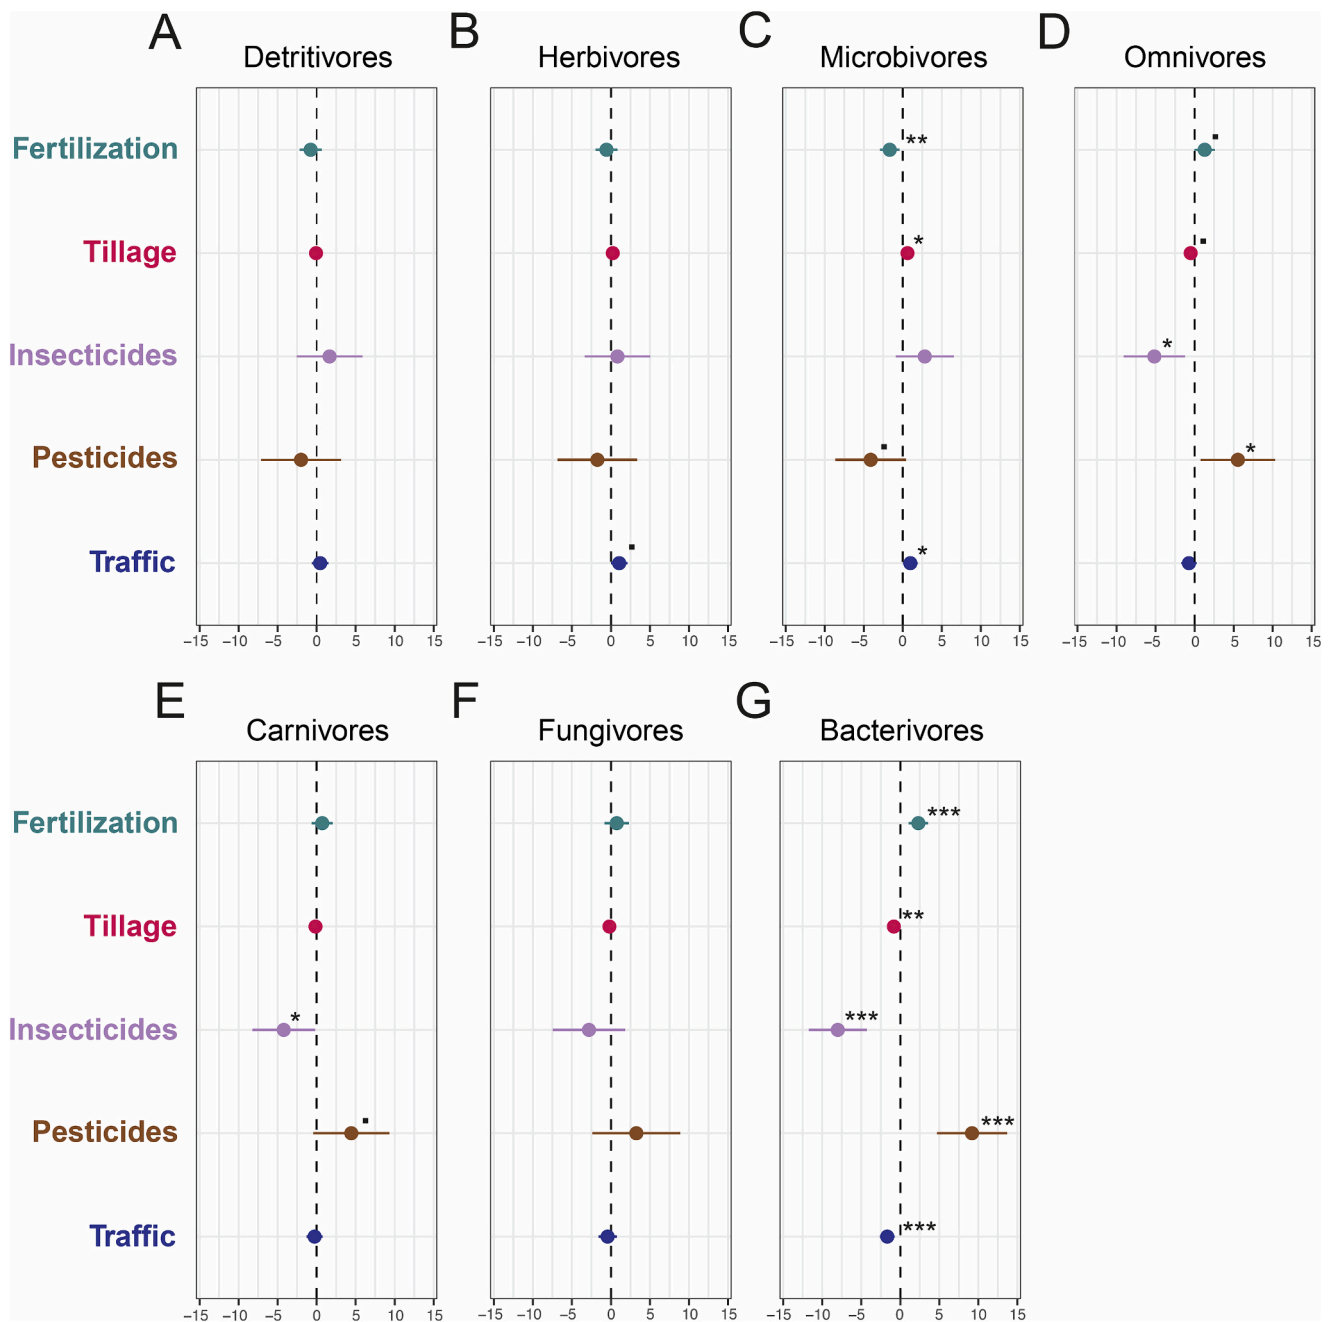 A B C D
Detritivores Herbivores Microbivores Omnivores
Fertilization ** ▪
Tillage * ▪
Insecticides *
Pesticides ▪ *
Traffic ▪ *
−15 −10 −5 0 5 10 15 −15 −10 −5 0 5 10 15 −15 −10 −5 0 5 10 15 −15 −10 −5 0 5 10 15
E F G
Carnivores Fungivores Bacterivores
Fertilization ***
Tillage **
Insecticides * ***
Pesticides ▪ ***
Traffic ***
−15 −10 −5 0 5 10 15 −15 −10 −5 0 5 10 15 −15 −10 −5 0 5 10 15